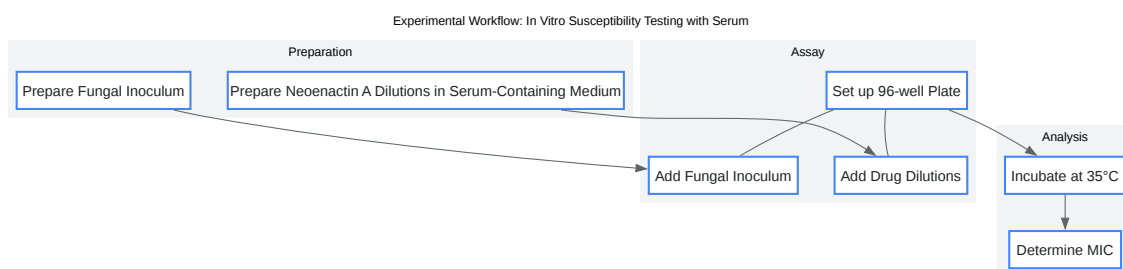 Experimental Workflow: In Vitro Susceptibility Testing with Serum
Preparation
Prepare Fungal Inoculum
Prepare Neoenactin A Dilutions in Serum-Containing Medium
Assay
Set up 96-well Plate
Add Fungal Inoculum
Add Drug Dilutions
Analysis
Incubate at 35°C
Determine MIC